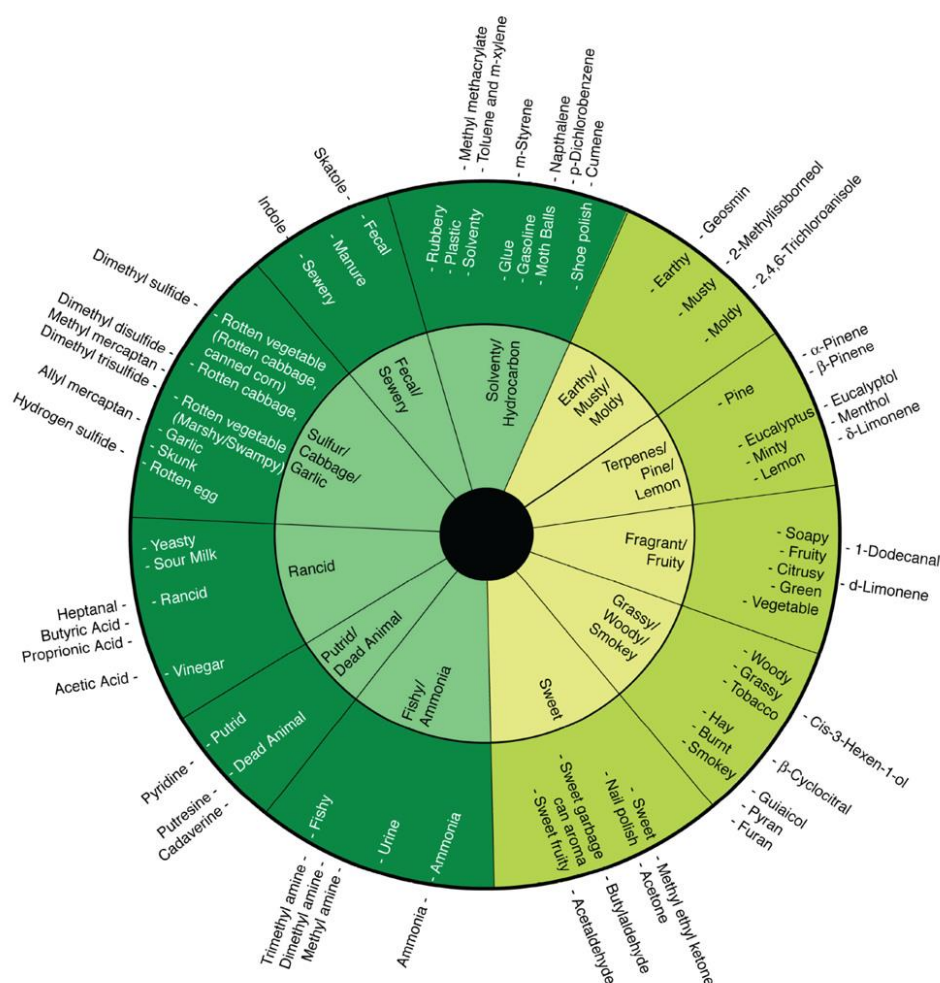 - Methyl methacrylate
- Toluene and m-xylene
- m-Styrene
- Napthalene
- p-Dichlorobenzene
- Cumene
- Rubbery
- Plastic
- Solventy
- Glue
- Gasoline
- Moth Balls
- Shoe polish
Solventy/
Hydrocarbon
- Geosmin
- 2-Methylisoborneol
- 2,4,6-Trichloroanisole
- Earthy
- Musty
- Moldy
Earthy/
Musty/
Moldy
- α-Pinene
- β-Pinene
- Eucalyptol
- Menthol
- δ-Limonene
- Pine
- Eucalyptus
- Minty
- Lemon
Terpenes/
Pine/
Lemon
- 1-Dodecanal
- d-Limonene
- Soapy
- Fruity
- Citrusy
- Green
Vegetable
Fragrant/
Fruity
- Cis-3-Hexen-1-ol
- β-Cyclocitral
- Guiaicol
- Pyran
- Furan
- Woody
- Grassy
- Tobacco
- Hay
- Burnt
- Smokey
Grassy/
Woody/
Smokey
- Methyl ethyl ketone
- Acetone
- Butylaldehyde
- Acetaldehyde
- Sweet
- Nail polish
- Sweet garbage
can aroma
- Sweet fruity
Sweet
Ammonia -
Methyl amine -
Dimethyl amine -
Trimethyl amine -
- Ammonia
- Urine
- Fishy
Fishy/
Ammonia
Cadaverine -
Putresine -
Pyridine -
- Dead Animal
- Putrid
Putrid/
Dead Animal
Acetic Acid -
Proprionic Acid -
Butyric Acid -
Heptanal -
- Vinegar
- Rancid
- Sour Milk
- Yeasty
Rancid
Hydrogen sulfide -
Allyl mercaptan -
Dimethyl trisulfide -
Methyl mercaptan -
Dimethyl disulfide -
Dimethyl sulfide -
- Rotten vegetable
(Rotten cabbage,
canned corn)
- Rotten cabbage,
- Rotten vegetable
(Marshy/Swampy)
- Garlic
- Skunk
- Rotten egg
Sulfur/
Cabbage/
Garlic
Indole -
Skatole -
- Fecal
- Manure
- Sewery
Fecal/
Sewery